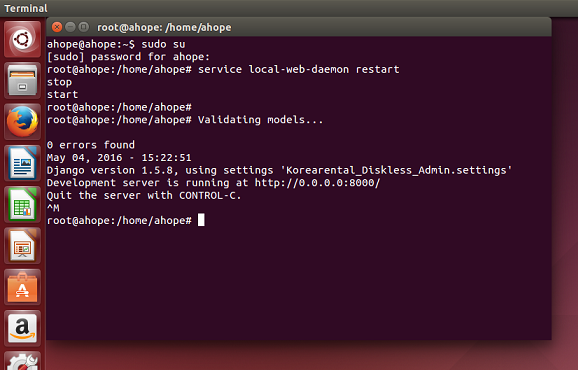 Terminal
root@ahope: /home/ahope
ahope@ahope:~$ sudo su
[sudo] password for ahope:
root@ahope:/home/ahope# service local-web-daemon restart
stop
start
root@ahope:/home/ahope#
root@ahope:/home/ahope# Validating models...
0 errors found
May 04, 2016 - 15:22:51
Django version 1.5.8, using settings 'Korearental_Diskless_Admin.settings'
Development server is running at http://0.0.0.0:8000/
Quit the server with CONTROL-C.
^M
root@ahope:/home/ahope#